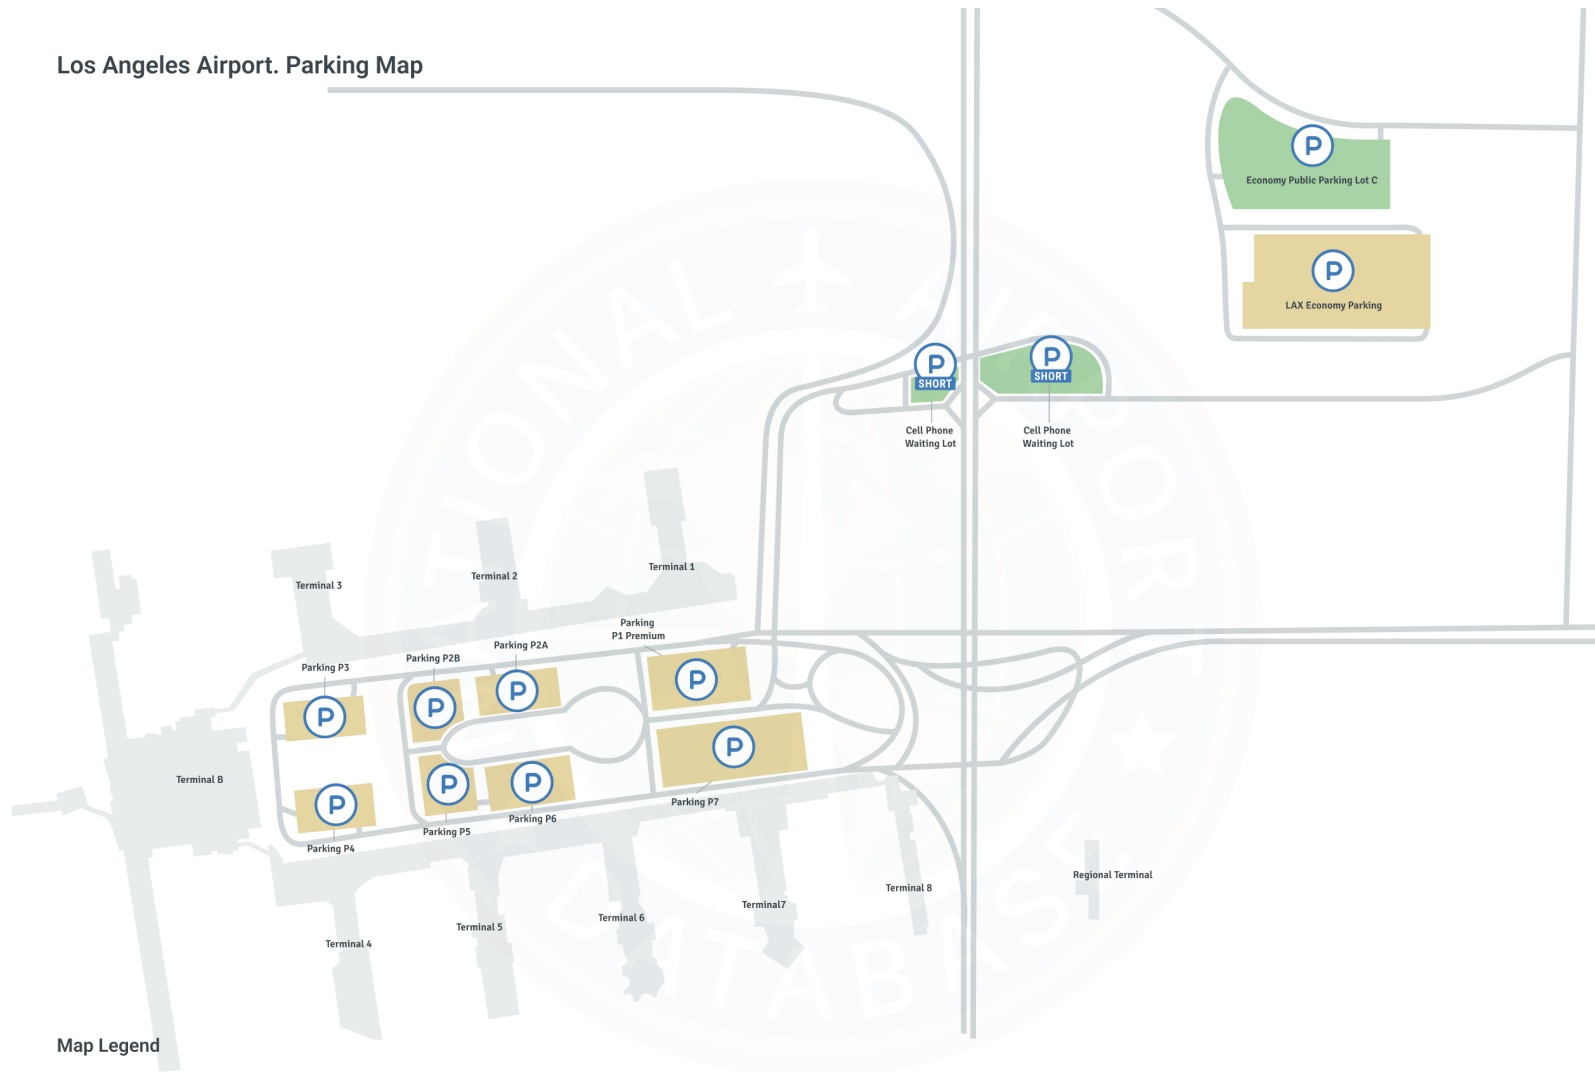 Los Angeles Airport. Parking Map
P
Economy Public Parking Lot C
P
LAX Economy Parking
P
SHORT
P
SHORT
Cell Phone
Waiting Lot
Cell Phone
Waiting Lot
NATIONAL AIRPORT
DATABASE
Terminal 1
Terminal 2
Terminal 3
Parking
P1 Premium
Parking P2A
Parking P2B
Parking P3
P
P
P
P
P
P
P
P
Terminal B
Parking P7
Parking P6
Parking P5
Parking P4
Regional Terminal
Terminal 8
Terminal7
Terminal 6
Terminal 5
Terminal 4
Map Legend